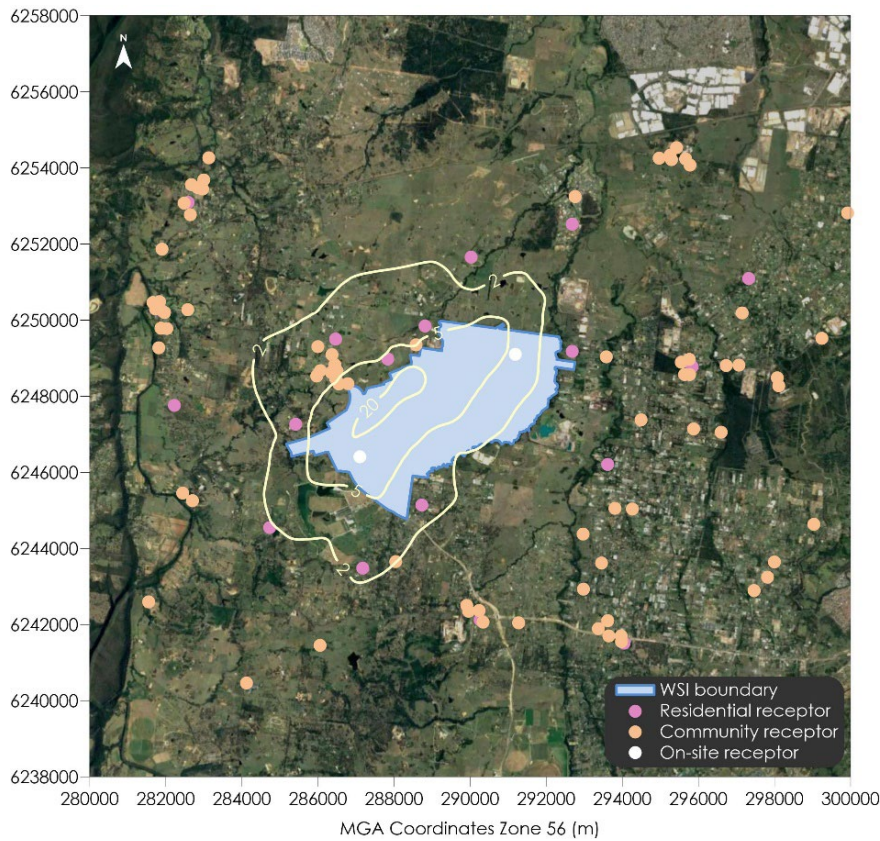 6258000
N
6256000
6254000
6252000
6250000
6248000
6246000
6244000
6242000
6240000
6238000
2
2
5
20
5
2
WSI boundary
Residential receptor
Community receptor
On-site receptor
280000 282000 284000 286000 288000 290000 292000 294000 296000 298000 300000
MGA Coordinates Zone 56 (m)